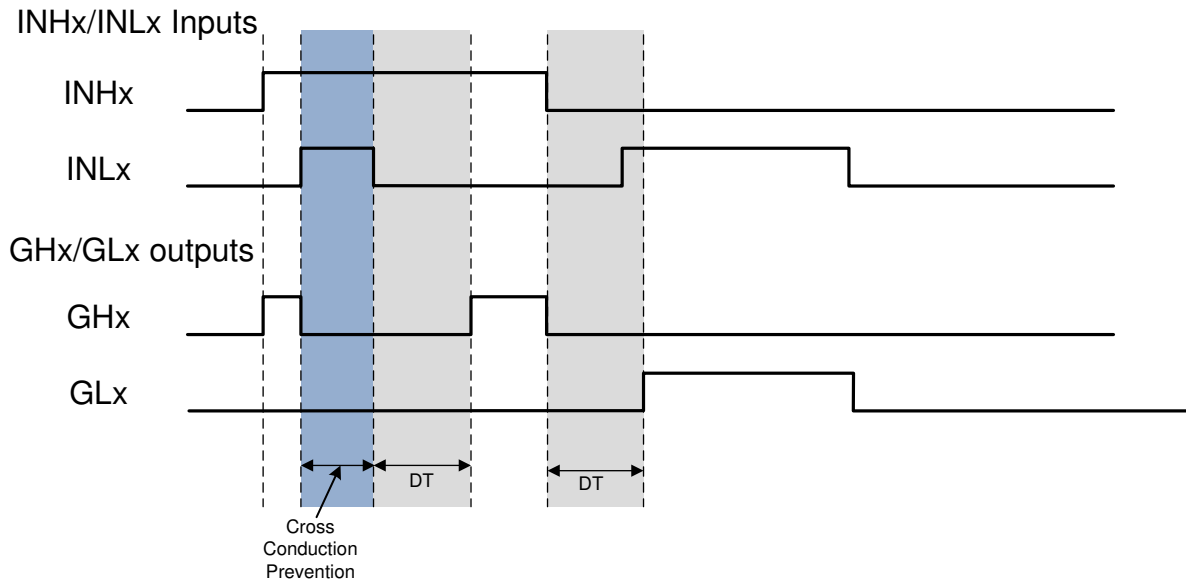 INHx/INLx Inputs
INHx
INLx
GHx/GLx outputs
GHx
GLx
DT
DT
Cross
Conduction
Prevention